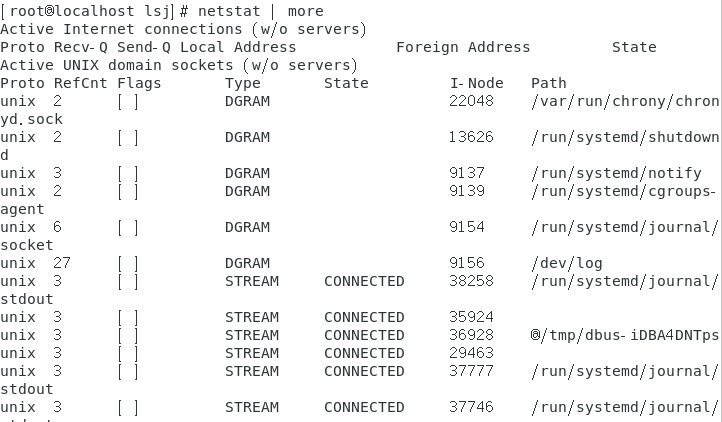 [root@localhost lsj]# netstat | more
Active Internet connections (w/o servers)
Proto Recv-Q Send-Q Local Address           Foreign Address         State
Active UNIX domain sockets (w/o servers)
Proto RefCnt Flags       Type       State         I-Node   Path
unix  2      [ ]         DGRAM                    22048    /var/run/chrony/chron
yd.sock
unix  2      [ ]         DGRAM                    13626    /run/systemd/shutdown
d
unix  3      [ ]         DGRAM                    9137     /run/systemd/notify
unix  2      [ ]         DGRAM                    9139     /run/systemd/cgroups-
agent
unix  6      [ ]         DGRAM                    9154     /run/systemd/journal/
socket
unix  27     [ ]         DGRAM                    9156     /dev/log
unix  3      [ ]         STREAM     CONNECTED     38258    /run/systemd/journal/
stdout
unix  3      [ ]         STREAM     CONNECTED     35924
unix  3      [ ]         STREAM     CONNECTED     36928    @/tmp/dbus-iDBA4DNTps
unix  3      [ ]         STREAM     CONNECTED     29463
unix  3      [ ]         STREAM     CONNECTED     37777    /run/systemd/journal/
stdout
unix  3      [ ]         STREAM     CONNECTED     37746    /run/systemd/journal/